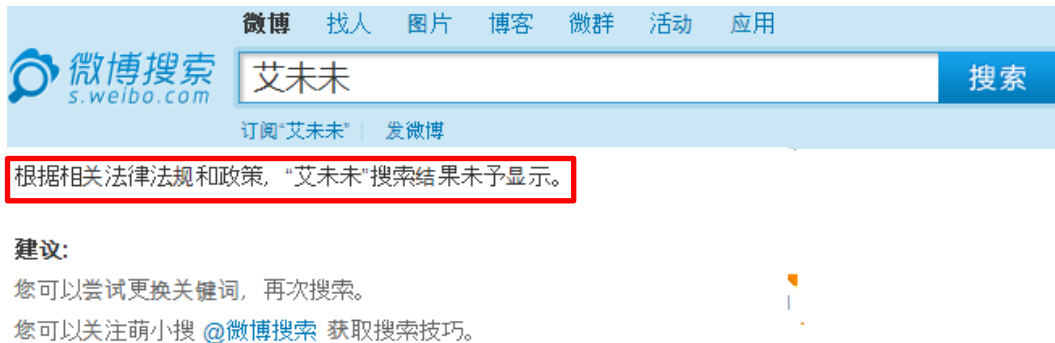 微博 找人 图片 博客 微群 活动 应用
微博搜索 艾未未 搜索
s.weibo.com
订阅“艾未未” | 发微博
根据相关法律法规和政策，“艾未未”搜索结果未予显示。
建议:
您可以尝试更换关键词，再次搜索。
您可以关注萌小搜 @微博搜索 获取搜索技巧。